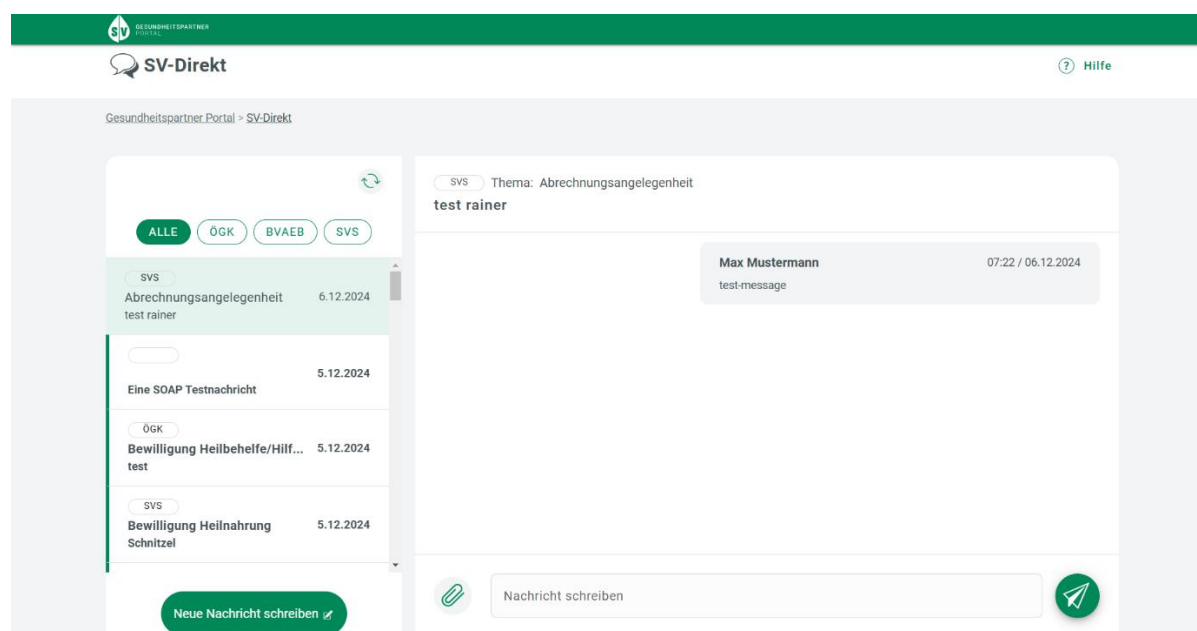 SV GESUNDHEITSPARTNER
PORTAL
SV-Direkt
? Hilfe
Gesundheitspartner Portal > SV-Direkt
ALLE ÖGK BVAEB SVS
SVS
Abrechnungsangelegenheit 6.12.2024
test rainer
5.12.2024
Eine SOAP Testnachricht
ÖGK
Bewilligung Heilbehelfe/Hilf... 5.12.2024
test
SVS
Bewilligung Heilnahrung 5.12.2024
Schnitzel
Neue Nachricht schreiben
SVS Thema: Abrechnungsangelegenheit
test rainer
Max Mustermann 07:22 / 06.12.2024
test-message
Nachricht schreiben